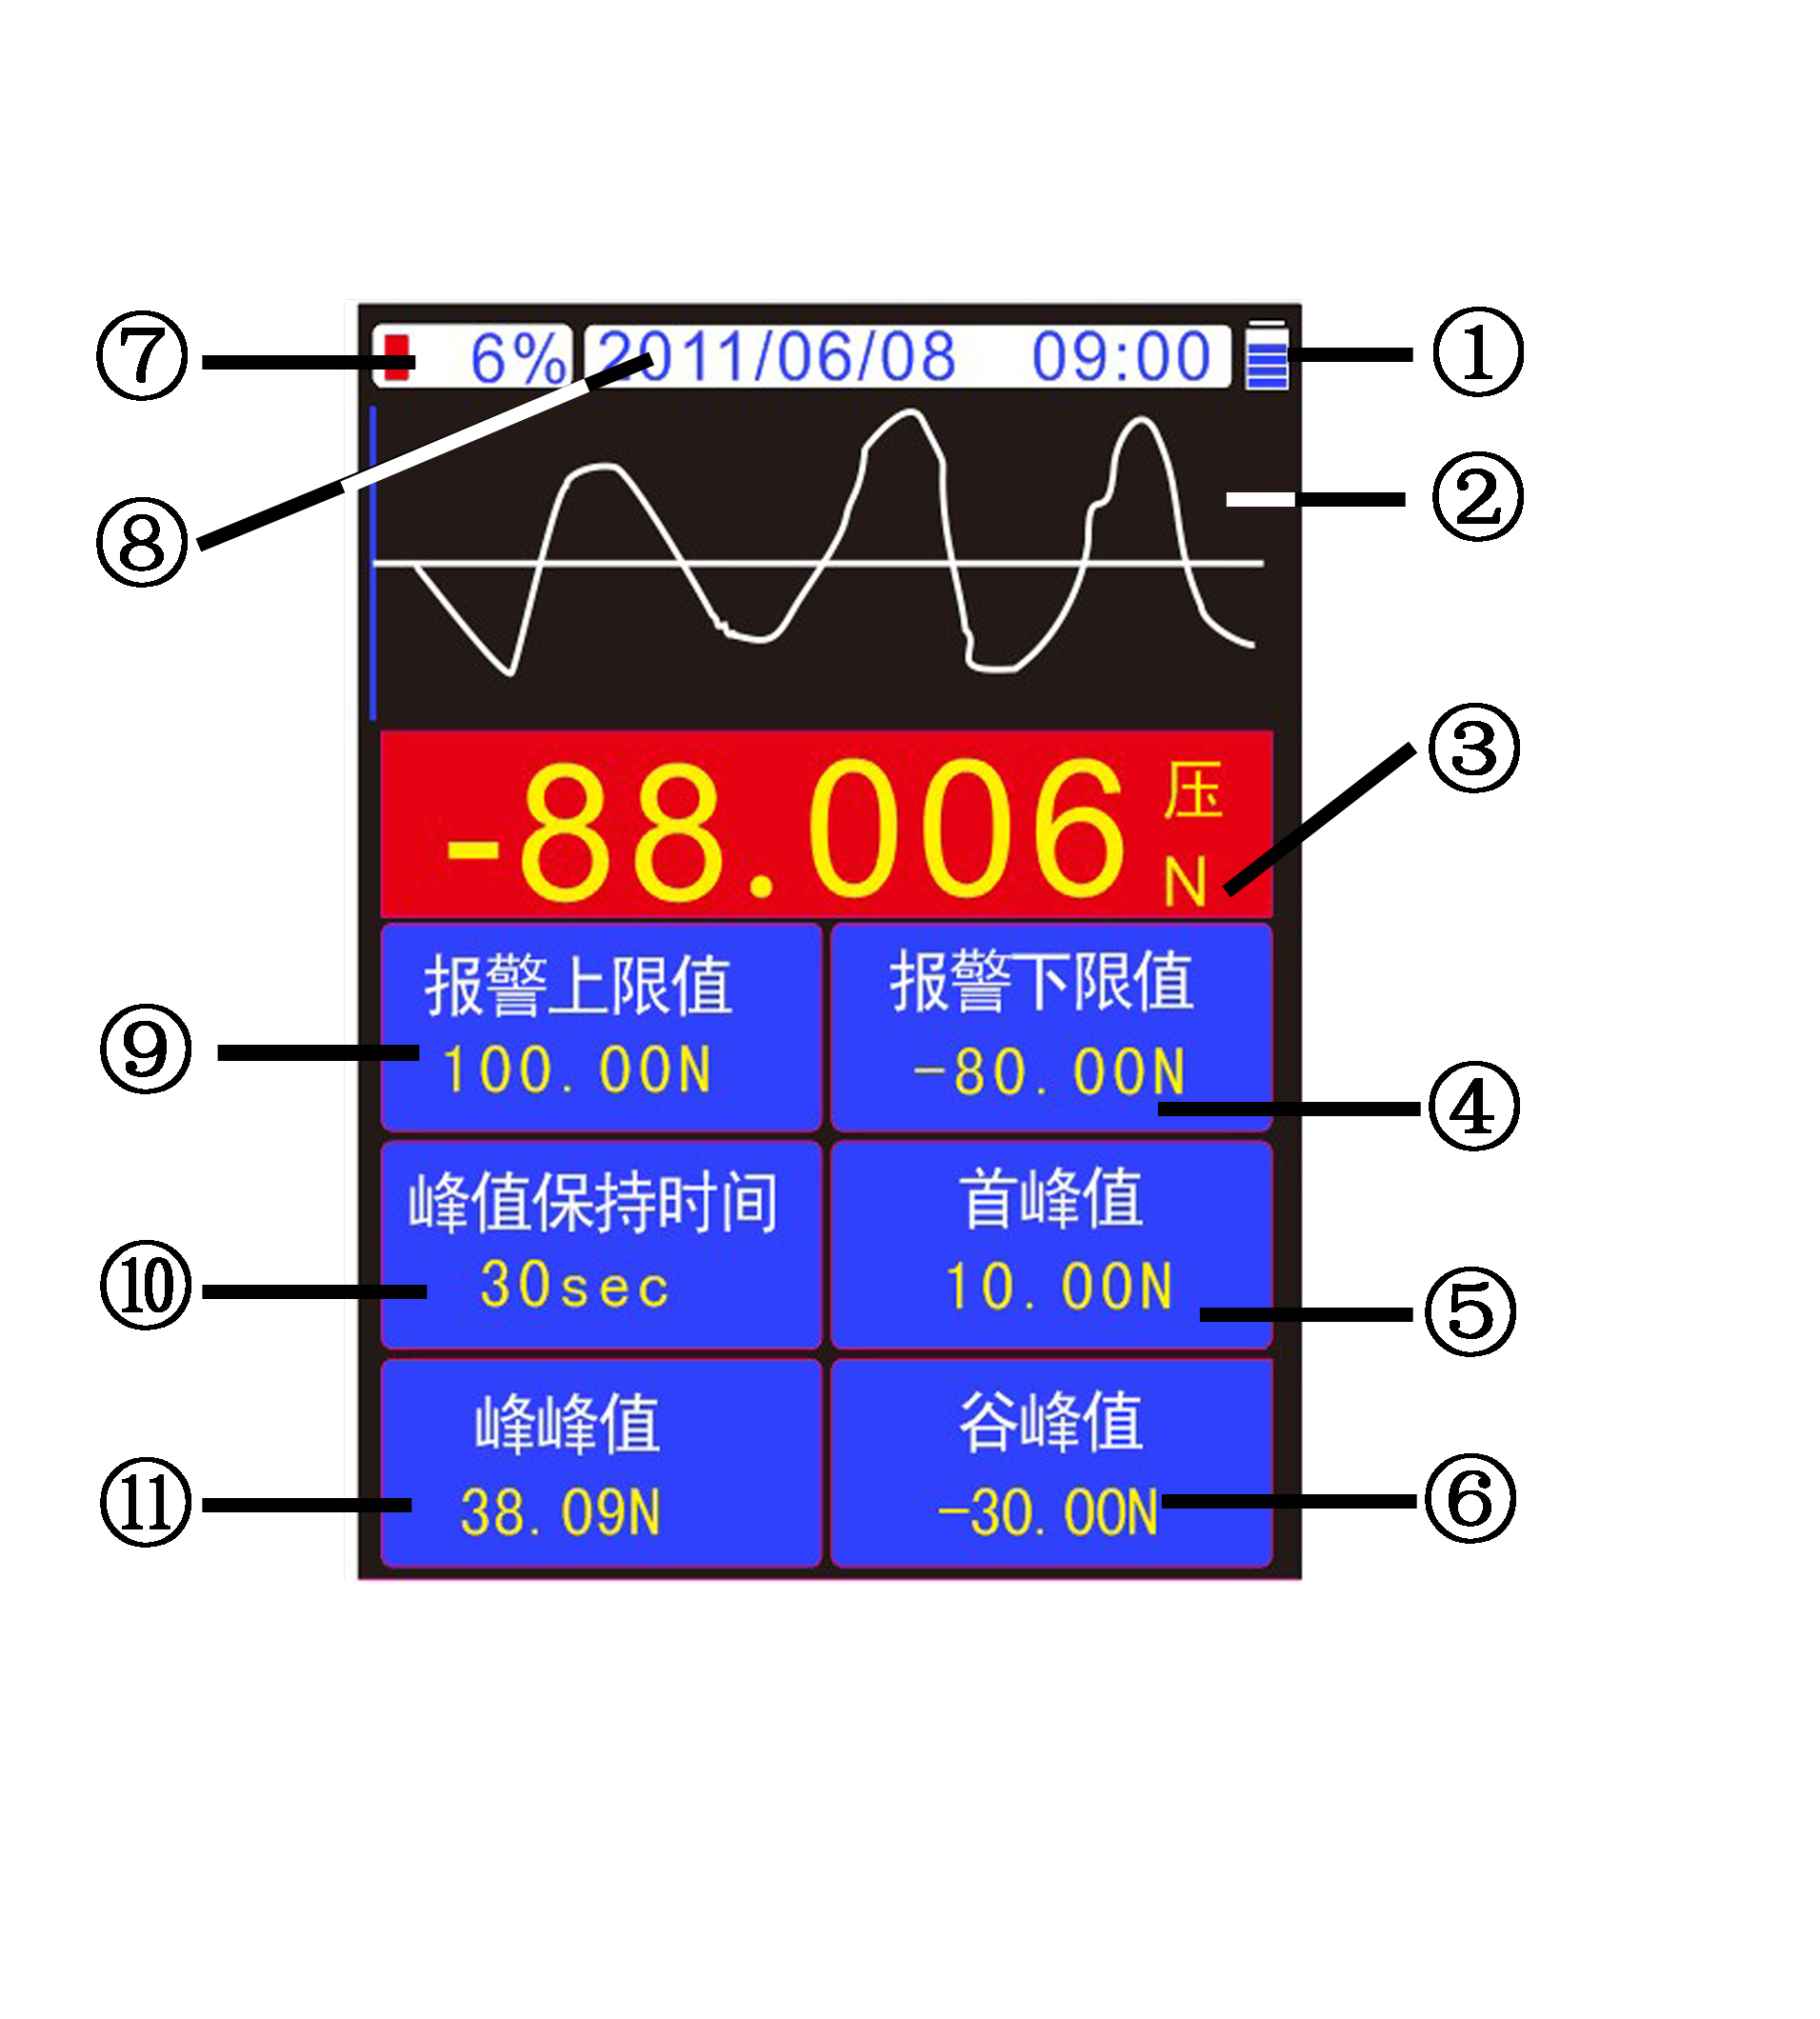 ⑦ 6% 2011/06/08 09:00 ①
②
⑧
③
-88.006 压
N
报警上限值 报警下限值
⑨ 100.00N -80.00N
④
峰值保持时间 首峰值
⑩ 30sec 10.00N
⑤
峰峰值 谷峰值
⑪ 38.09N -30.00N ⑥